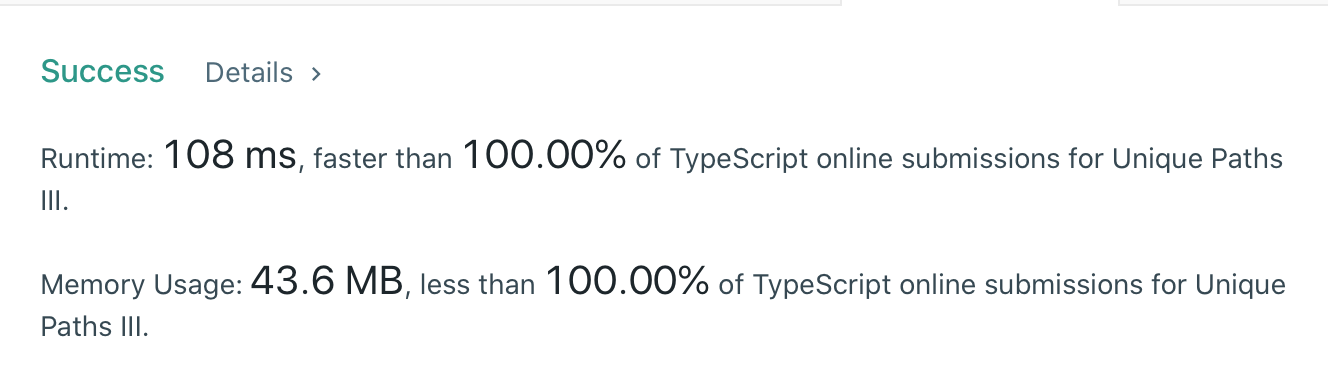 Success Details >
Runtime: 108 ms, faster than 100.00% of TypeScript online submissions for Unique Paths
III.
Memory Usage: 43.6 MB, less than 100.00% of TypeScript online submissions for Unique
Paths III.